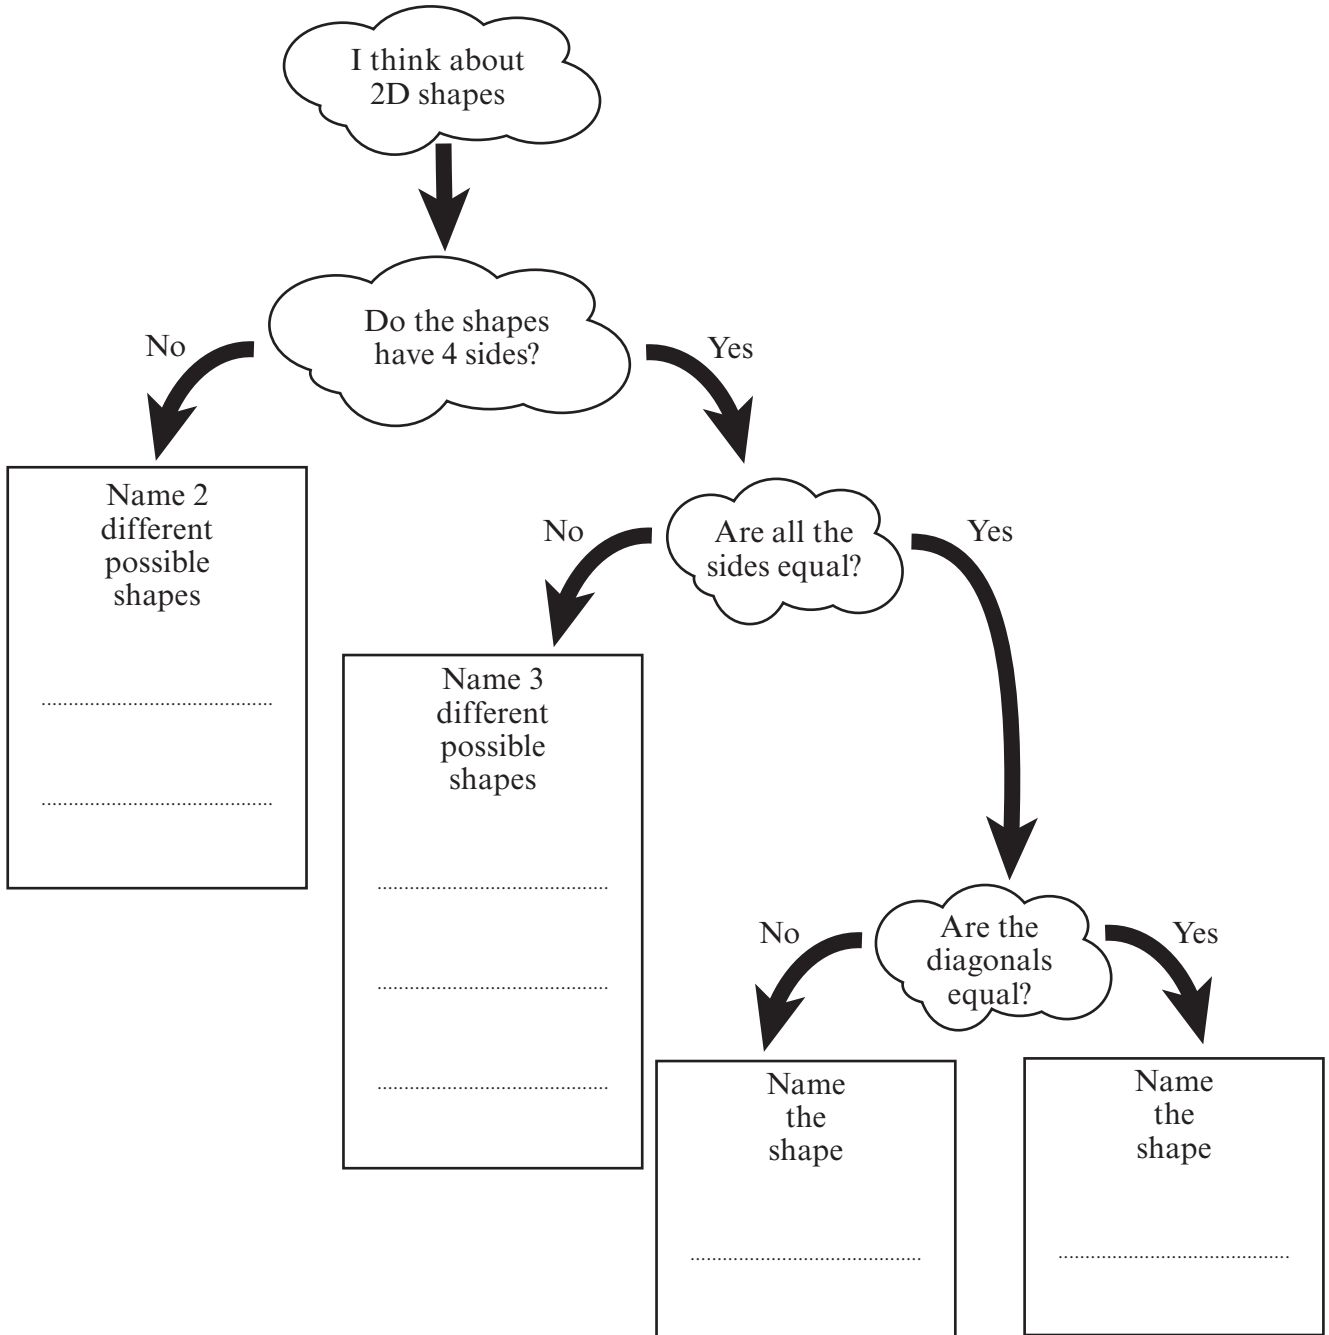 I think about
2D shapes
Do the shapes
have 4 sides?
No
Yes
Name 2
different
possible
shapes
Are all the
sides equal?
No
Yes
Name 3
different
possible
shapes
Are the
diagonals
equal?
No
Yes
Name
the
shape
Name
the
shape